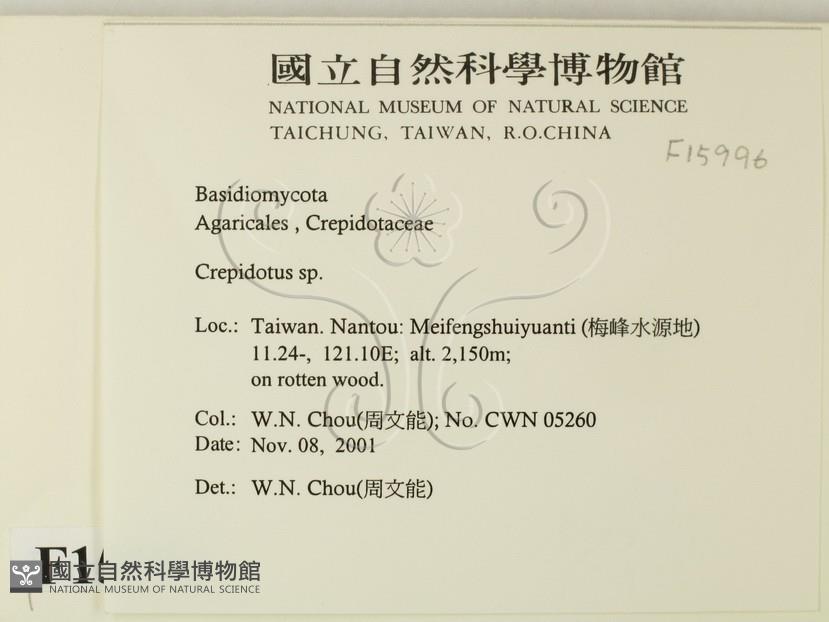 國立自然科學博物館
NATIONAL MUSEUM OF NATURAL SCIENCE
TAICHUNG, TAIWAN, R.O.CHINA
F15996
Basidiomycota
Agaricales , Crepidotaceae
Crepidotus sp.
Loc.: Taiwan. Nantou: Meifengshuiyuanti (梅峰水源地)
11.24-, 121.10E; alt. 2,150m;
on rotten wood.
Col.: W.N. Chou(周文能); No. CWN 05260
Date: Nov. 08, 2001
Det.: W.N. Chou(周文能)
國立自然科學博物館
NATIONAL MUSEUM OF NATURAL SCIENCE